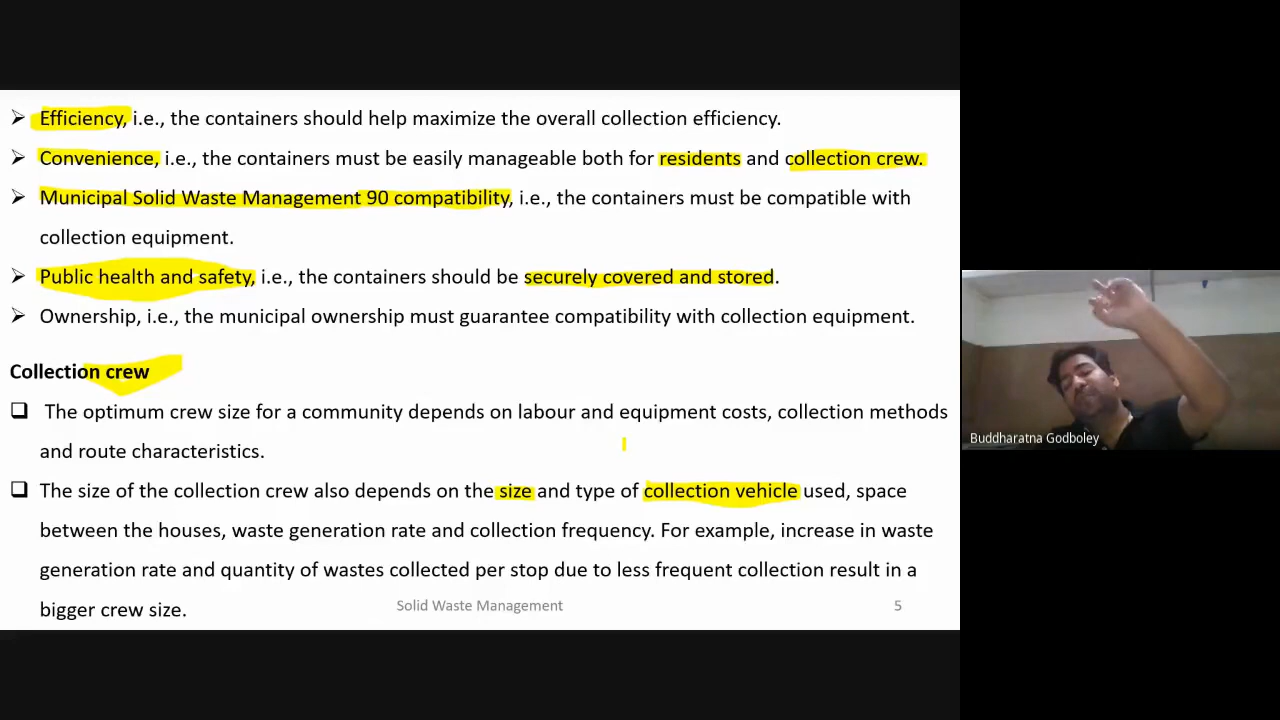 ➢ Efficiency, i.e., the containers should help maximize the overall collection efficiency.
➢ Convenience, i.e., the containers must be easily manageable both for residents and collection crew.
➢ Municipal Solid Waste Management 90 compatibility, i.e., the containers must be compatible with
collection equipment.
➢ Public health and safety, i.e., the containers should be securely covered and stored.
➢ Ownership, i.e., the municipal ownership must guarantee compatibility with collection equipment.
Collection crew
❑ The optimum crew size for a community depends on labour and equipment costs, collection methods
and route characteristics.
❑ The size of the collection crew also depends on the size and type of collection vehicle used, space
between the houses, waste generation rate and collection frequency. For example, increase in waste
generation rate and quantity of wastes collected per stop due to less frequent collection result in a
bigger crew size.
Solid Waste Management
5
Buddharatna Godboley